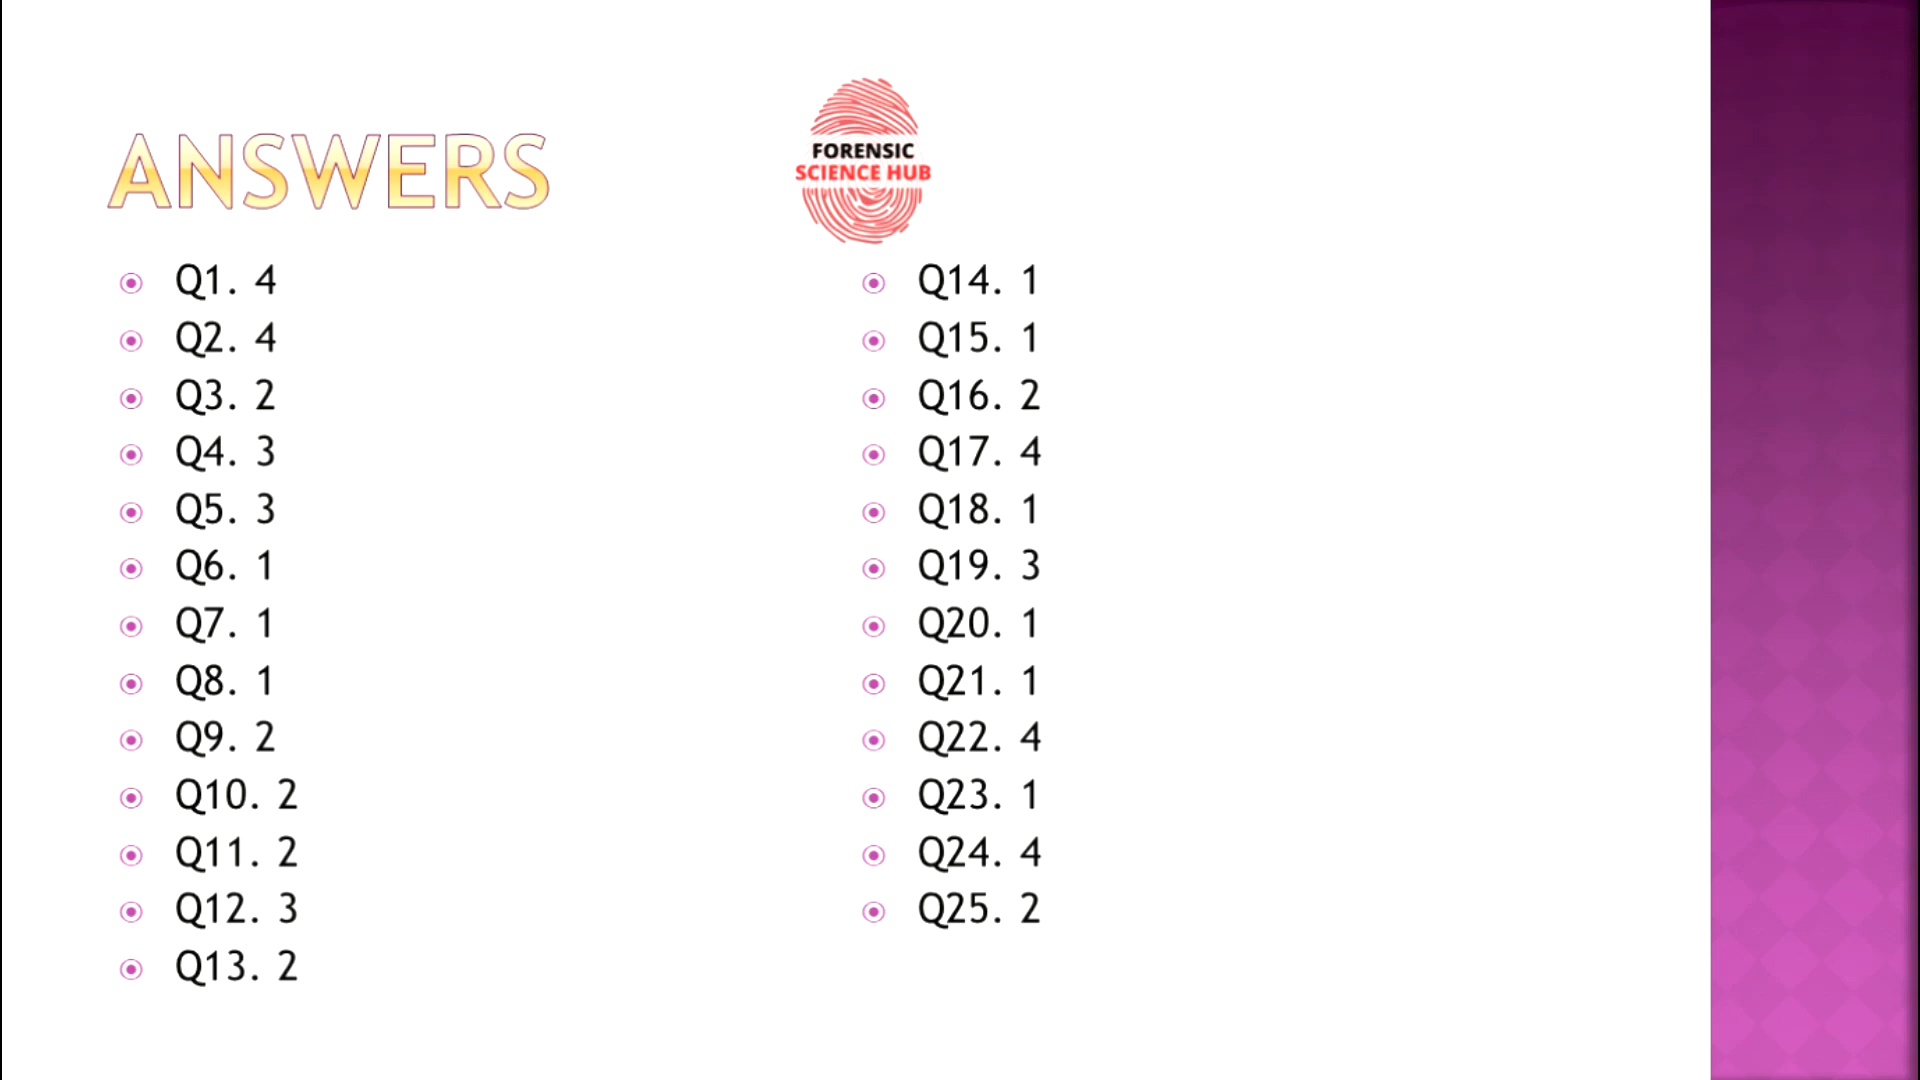 ANSWERS
FORENSIC
SCIENCE HUB
Q1. 4
Q2. 4
Q3. 2
Q4. 3
Q5. 3
Q6. 1
Q7. 1
Q8. 1
Q9. 2
Q10. 2
Q11. 2
Q12. 3
Q13. 2
Q14. 1
Q15. 1
Q16. 2
Q17. 4
Q18. 1
Q19. 3
Q20. 1
Q21. 1
Q22. 4
Q23. 1
Q24. 4
Q25. 2